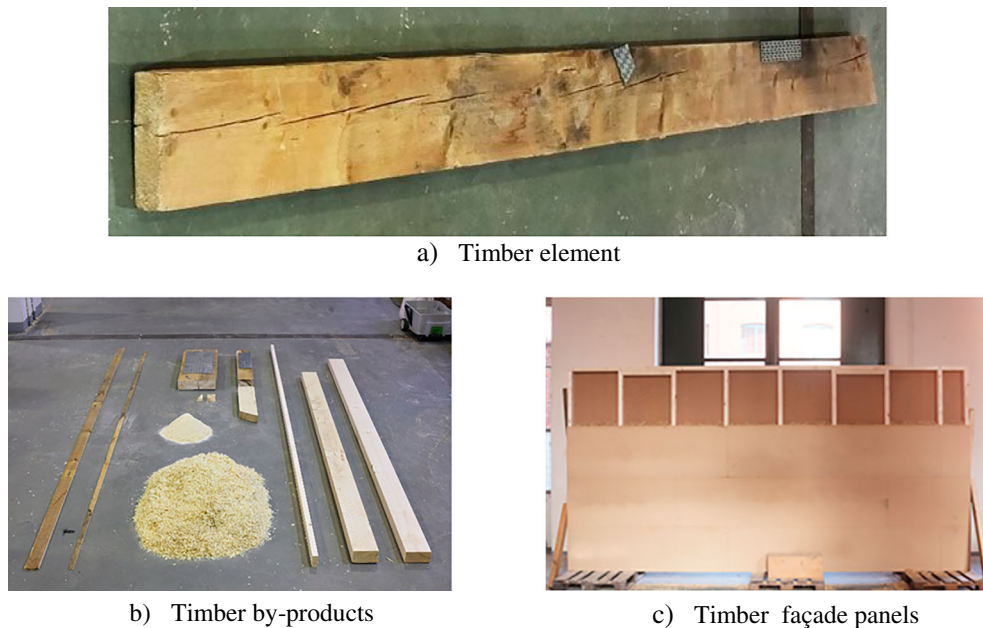 a) Timber element
b) Timber by-products
c) Timber façade panels